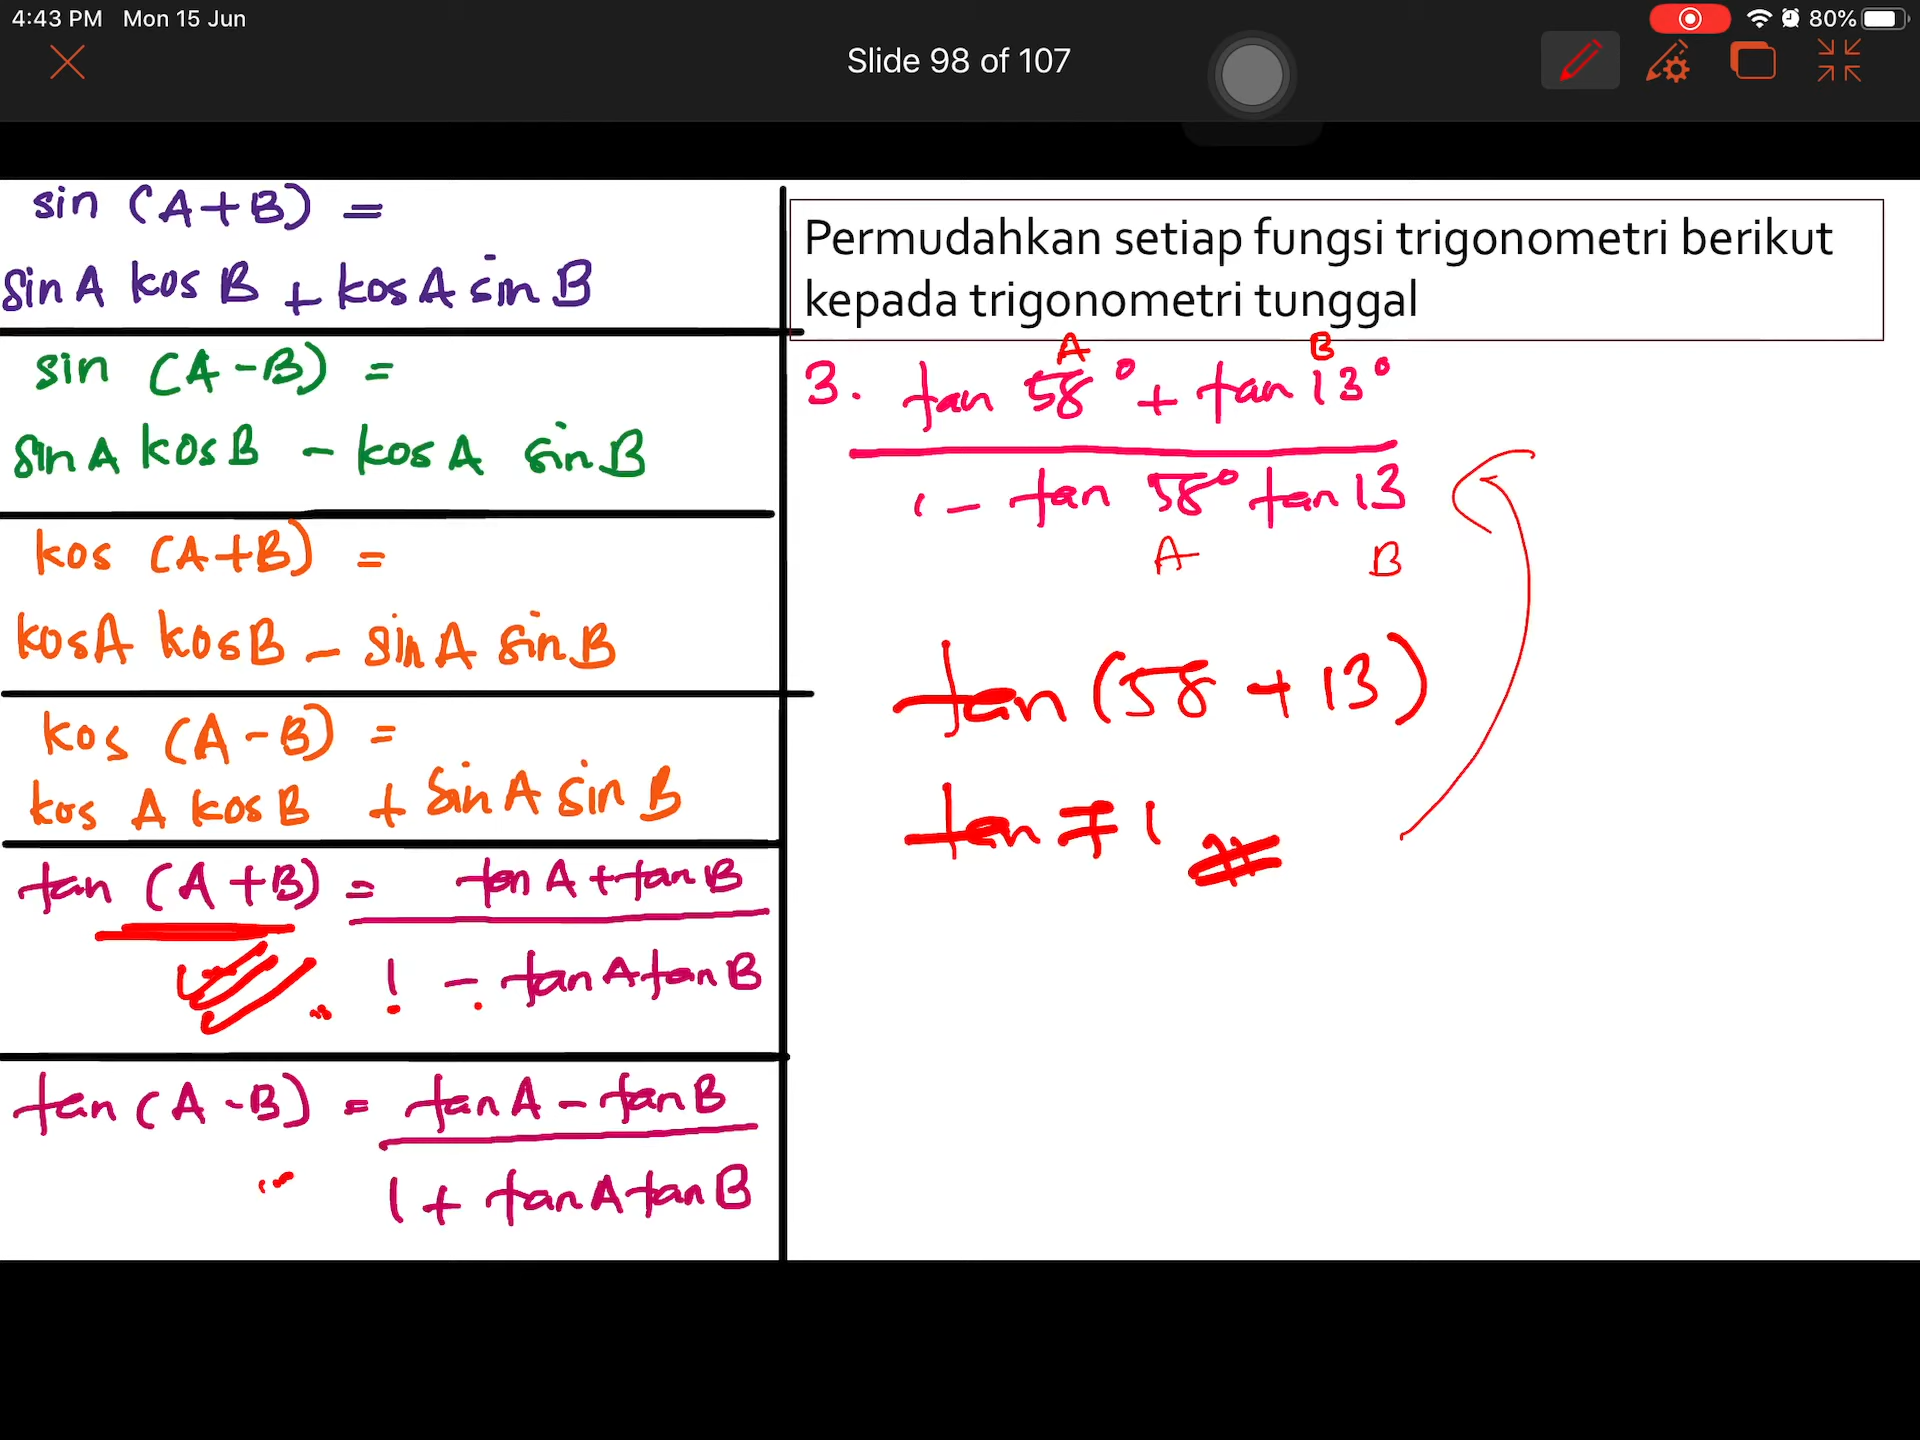 4:43 PM Mon 15 Jun
80%
Slide 98 of 107
sin (A+B) =
sin A kos B + kos A sin B
sin (A-B) =
sin A kos B - kos A sin B
kos (A+B) =
kos A kos B - sin A sin B
kos (A-B) =
kos A kos B + sin A sin B
tan (A+B) = tan A + tan B
1 - tan A tan B
tan (A-B) = tan A - tan B
1 + tan A tan B
Permudahkan setiap fungsi trigonometri berikut
kepada trigonometri tunggal
A B
3. tan 58° + tan 13°
1 - tan 58° tan 13
A B
tan (58 + 13)
tan 71